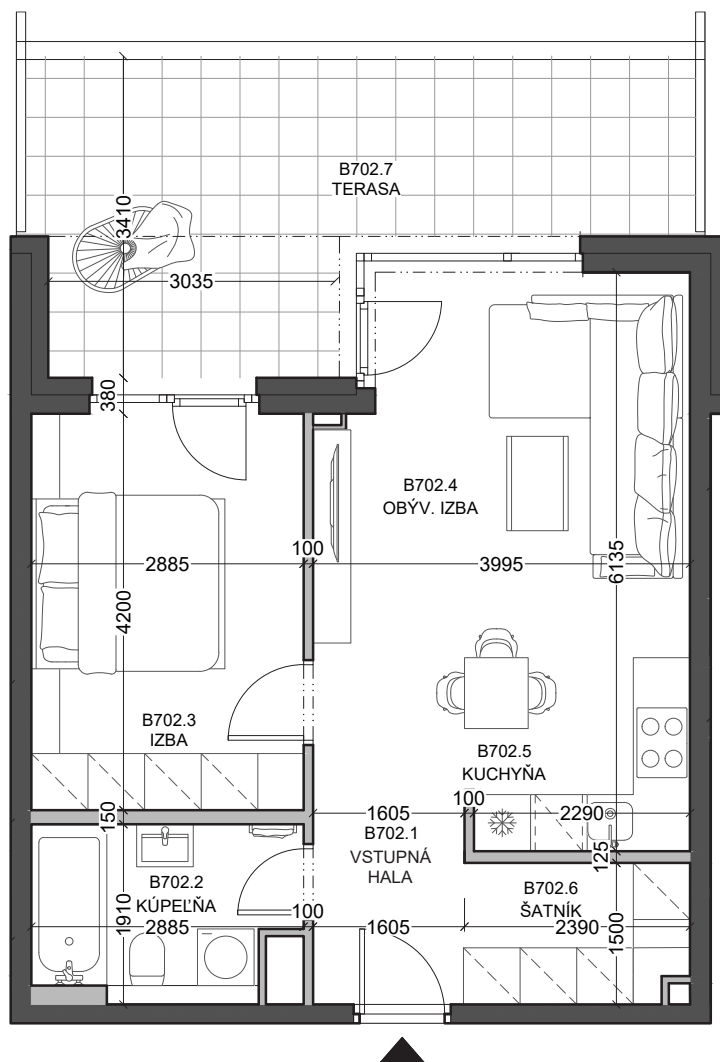 B702.7
TERASA
3410
3035
380
B702.4
OBÝV. IZBA
2885
100
3995
6135
4200
B702.3
IZBA
B702.5
KUCHYŇA
150
1605
100
2290
B702.1
VSTUPNÁ
HALA
125
B702.2
KÚPEĽŇA
B702.6
ŠATNÍK
1910
2885
100
1605
2390
1500